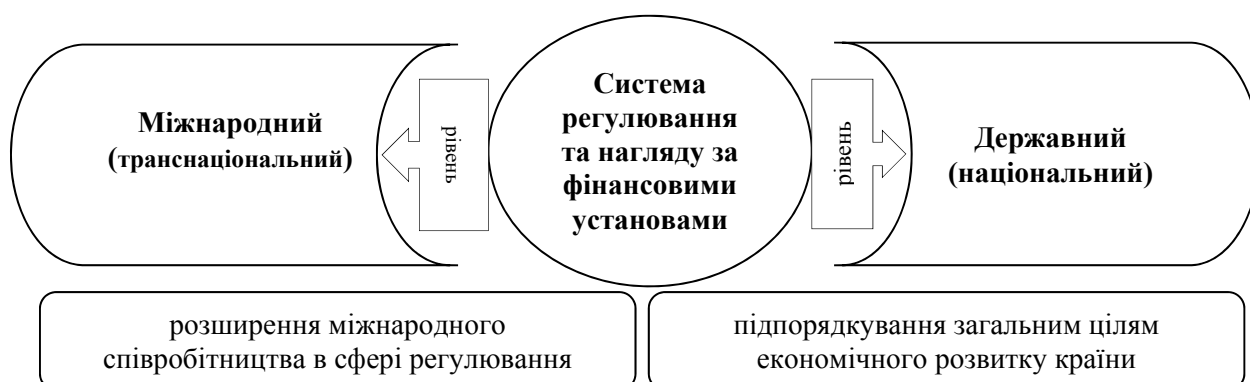 Міжнародний
(транснаціональний)
рівень
Система
регулювання
та нагляду за
фінансовими
установами
рівень
Державний
(національний)
розширення міжнародного
співробітництва в сфері регулювання
підпорядкування загальним цілям
економічного розвитку країни